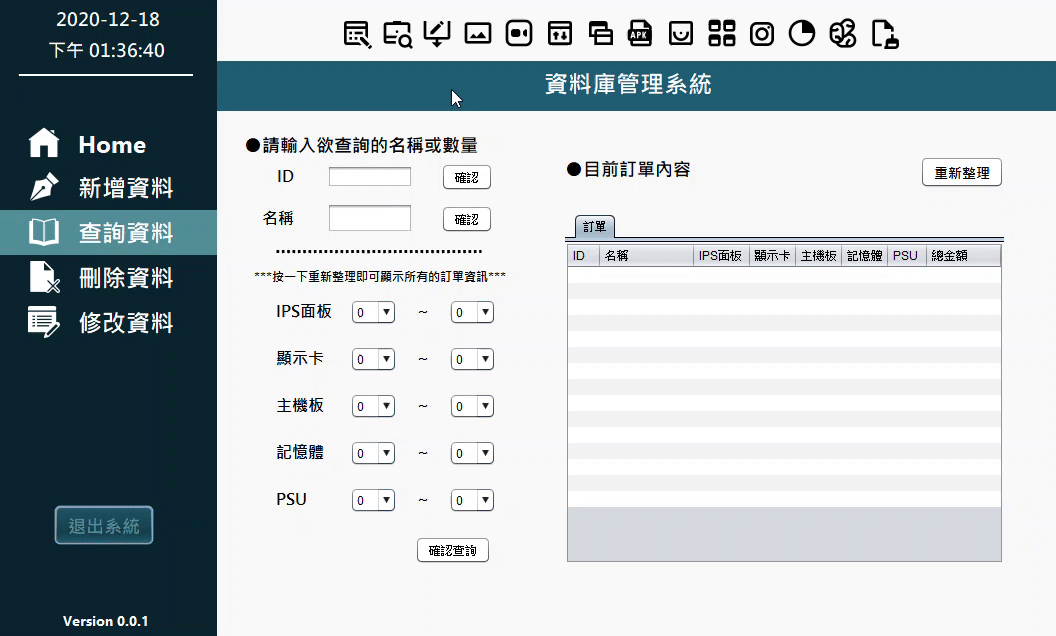 2020-12-18
下午 01:36:40
Home
新增資料
查詢資料
刪除資料
修改資料
退出系統
Version 0.0.1
APK
資料庫管理系統
●請輸入欲查詢的名稱或數量
ID
確認
名稱
確認
***按一下重新整理即可顯示所有的訂單資訊***
IPS面板 0 ~ 0
顯示卡 0 ~ 0
主機板 0 ~ 0
記憶體 0 ~ 0
PSU 0 ~ 0
確認查詢
●目前訂單內容
重新整理
訂單
ID 名稱 IPS面板 顯示卡 主機板 記憶體 PSU 總金額